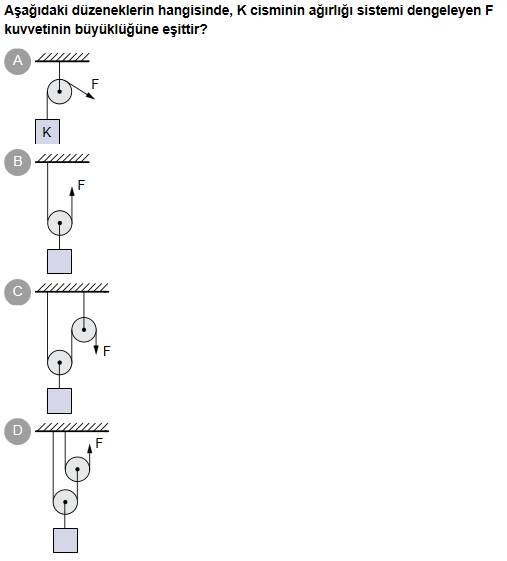 Aşağıdaki düzeneklerin hangisinde, K cisminin ağırlığı sistemi dengeleyen F
kuvvetinin büyüklüğüne eşittir?
A
F
K
B
F
C
F
D
F